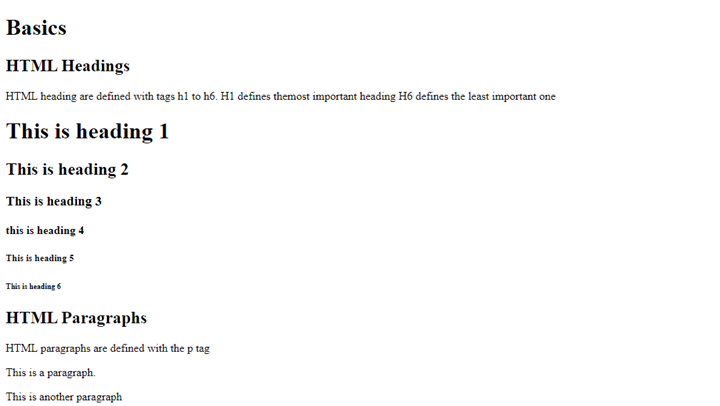 Basics
HTML Headings
HTML heading are defined with tags h1 to h6. H1 defines themost important heading H6 defines the least important one
This is heading 1
This is heading 2
This is heading 3
this is heading 4
This is heading 5
This is heading 6
HTML Paragraphs
HTML paragraphs are defined with the p tag
This is a paragraph.
This is another paragraph